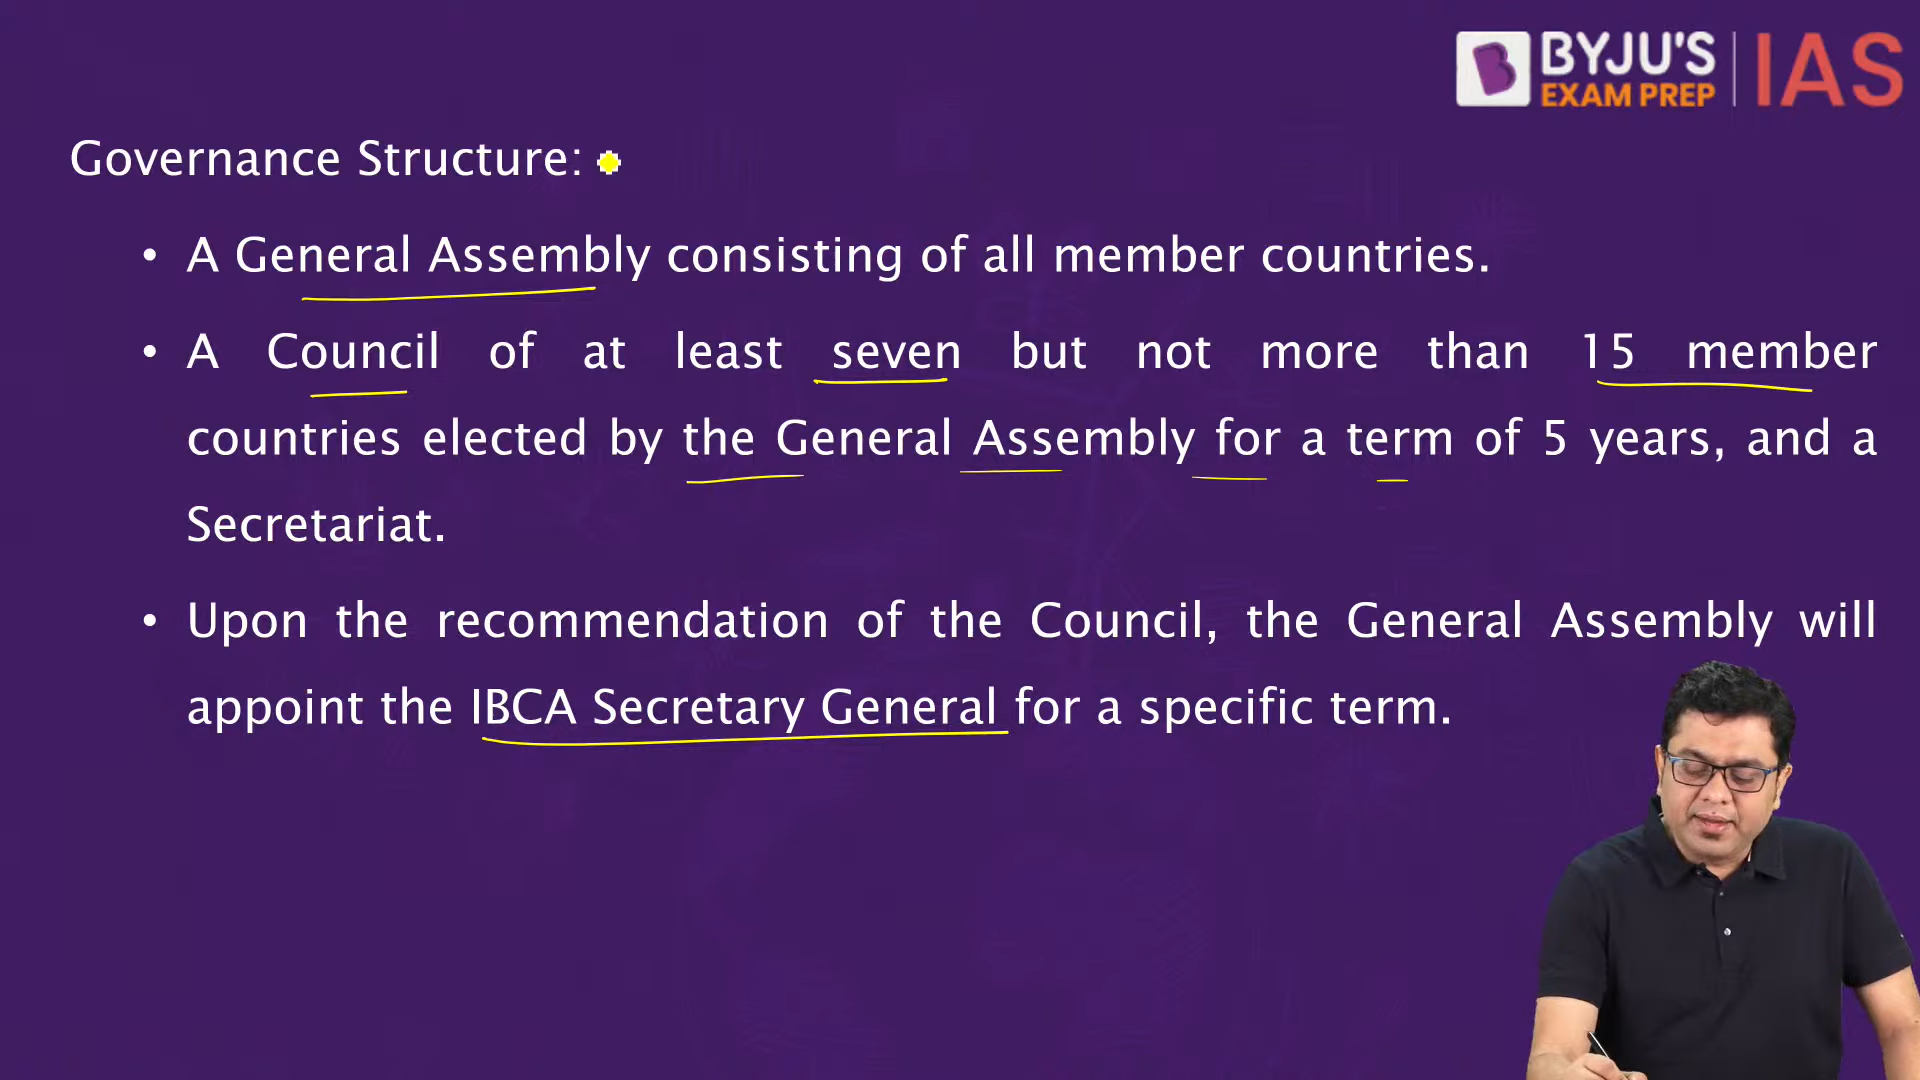 BYJU'S
EXAM PREP
IAS
Governance Structure:
• A General Assembly consisting of all member countries.
• A Council of at least seven but not more than 15 member
countries elected by the General Assembly for a term of 5 years, and a
Secretariat.
• Upon the recommendation of the Council, the General Assembly will
appoint the IBCA Secretary General for a specific term.